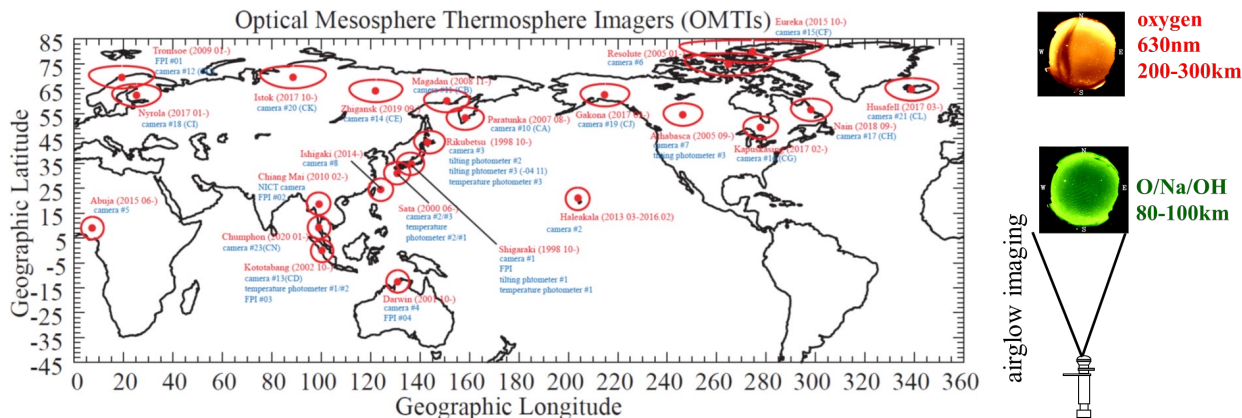 Optical Mesosphere Thermosphere Imagers (OMTIs)
Geographic Latitude
85
75
65
55
45
35
25
15
5
-5
-15
-25
-35
-45
0 20 40 60 80 100 120 140 160 180 200 220 240 260 280 300 320 340 360
Geographic Longitude
Tromsoe (2009 01-)
FPI #01
camera #12
Nyrola (2017 01-)
camera #18 (CI)
Istok (2017 10-)
camera #20 (CK)
Zhigansk (2019 09
camera #14 (CE)
Magadan (2008 11-)
camera #11 (CB)
Paratunka (2007 08-)
camera #10 (CA)
Rikubetsu (1998 10-)
camera #3
tilting photometer #2
tilting phtometer #3 (-04 11)
temperature photometer #3
Ishigaki (2014-)
camera #8
Chiang Mai (2010 02-)
NICT camera
FPI #02
Abuja (2015 06-)
camera #5
Chumphon (2020 01-)
camera #23(CN)
Kototabang (2002 10-)
camera #13(CD)
temperature photometer #1/#2
FPI #03
Sata (2000 06-)
camera #2/#3
temperature
photometer #2/#1
Shigaraki (1998 10-)
camera #1
FPI
tilting phtometer #1
temperature photometer #1
Darwin (2001 10-)
camera #4
FPI #04
Haleakala (2013 03-2016.02)
camera #2
Gakona (2017 03-)
camera #19 (CJ)
Resolute (2005 01-)
camera #6
Eureka (2015 10-)
camera #15(CF)
Athabasca (2005 09-)
camera #7
tilting photometer #3
Kapuskasing (2017 02-)
camera #16(CG)
Nain (2018 09-)
camera #17 (CH)
Husafell (2017 03-)
camera #21 (CL)
N
W E
S
oxygen
630nm
200-300km
N
W E
S
O/Na/OH
80-100km
airglow imaging